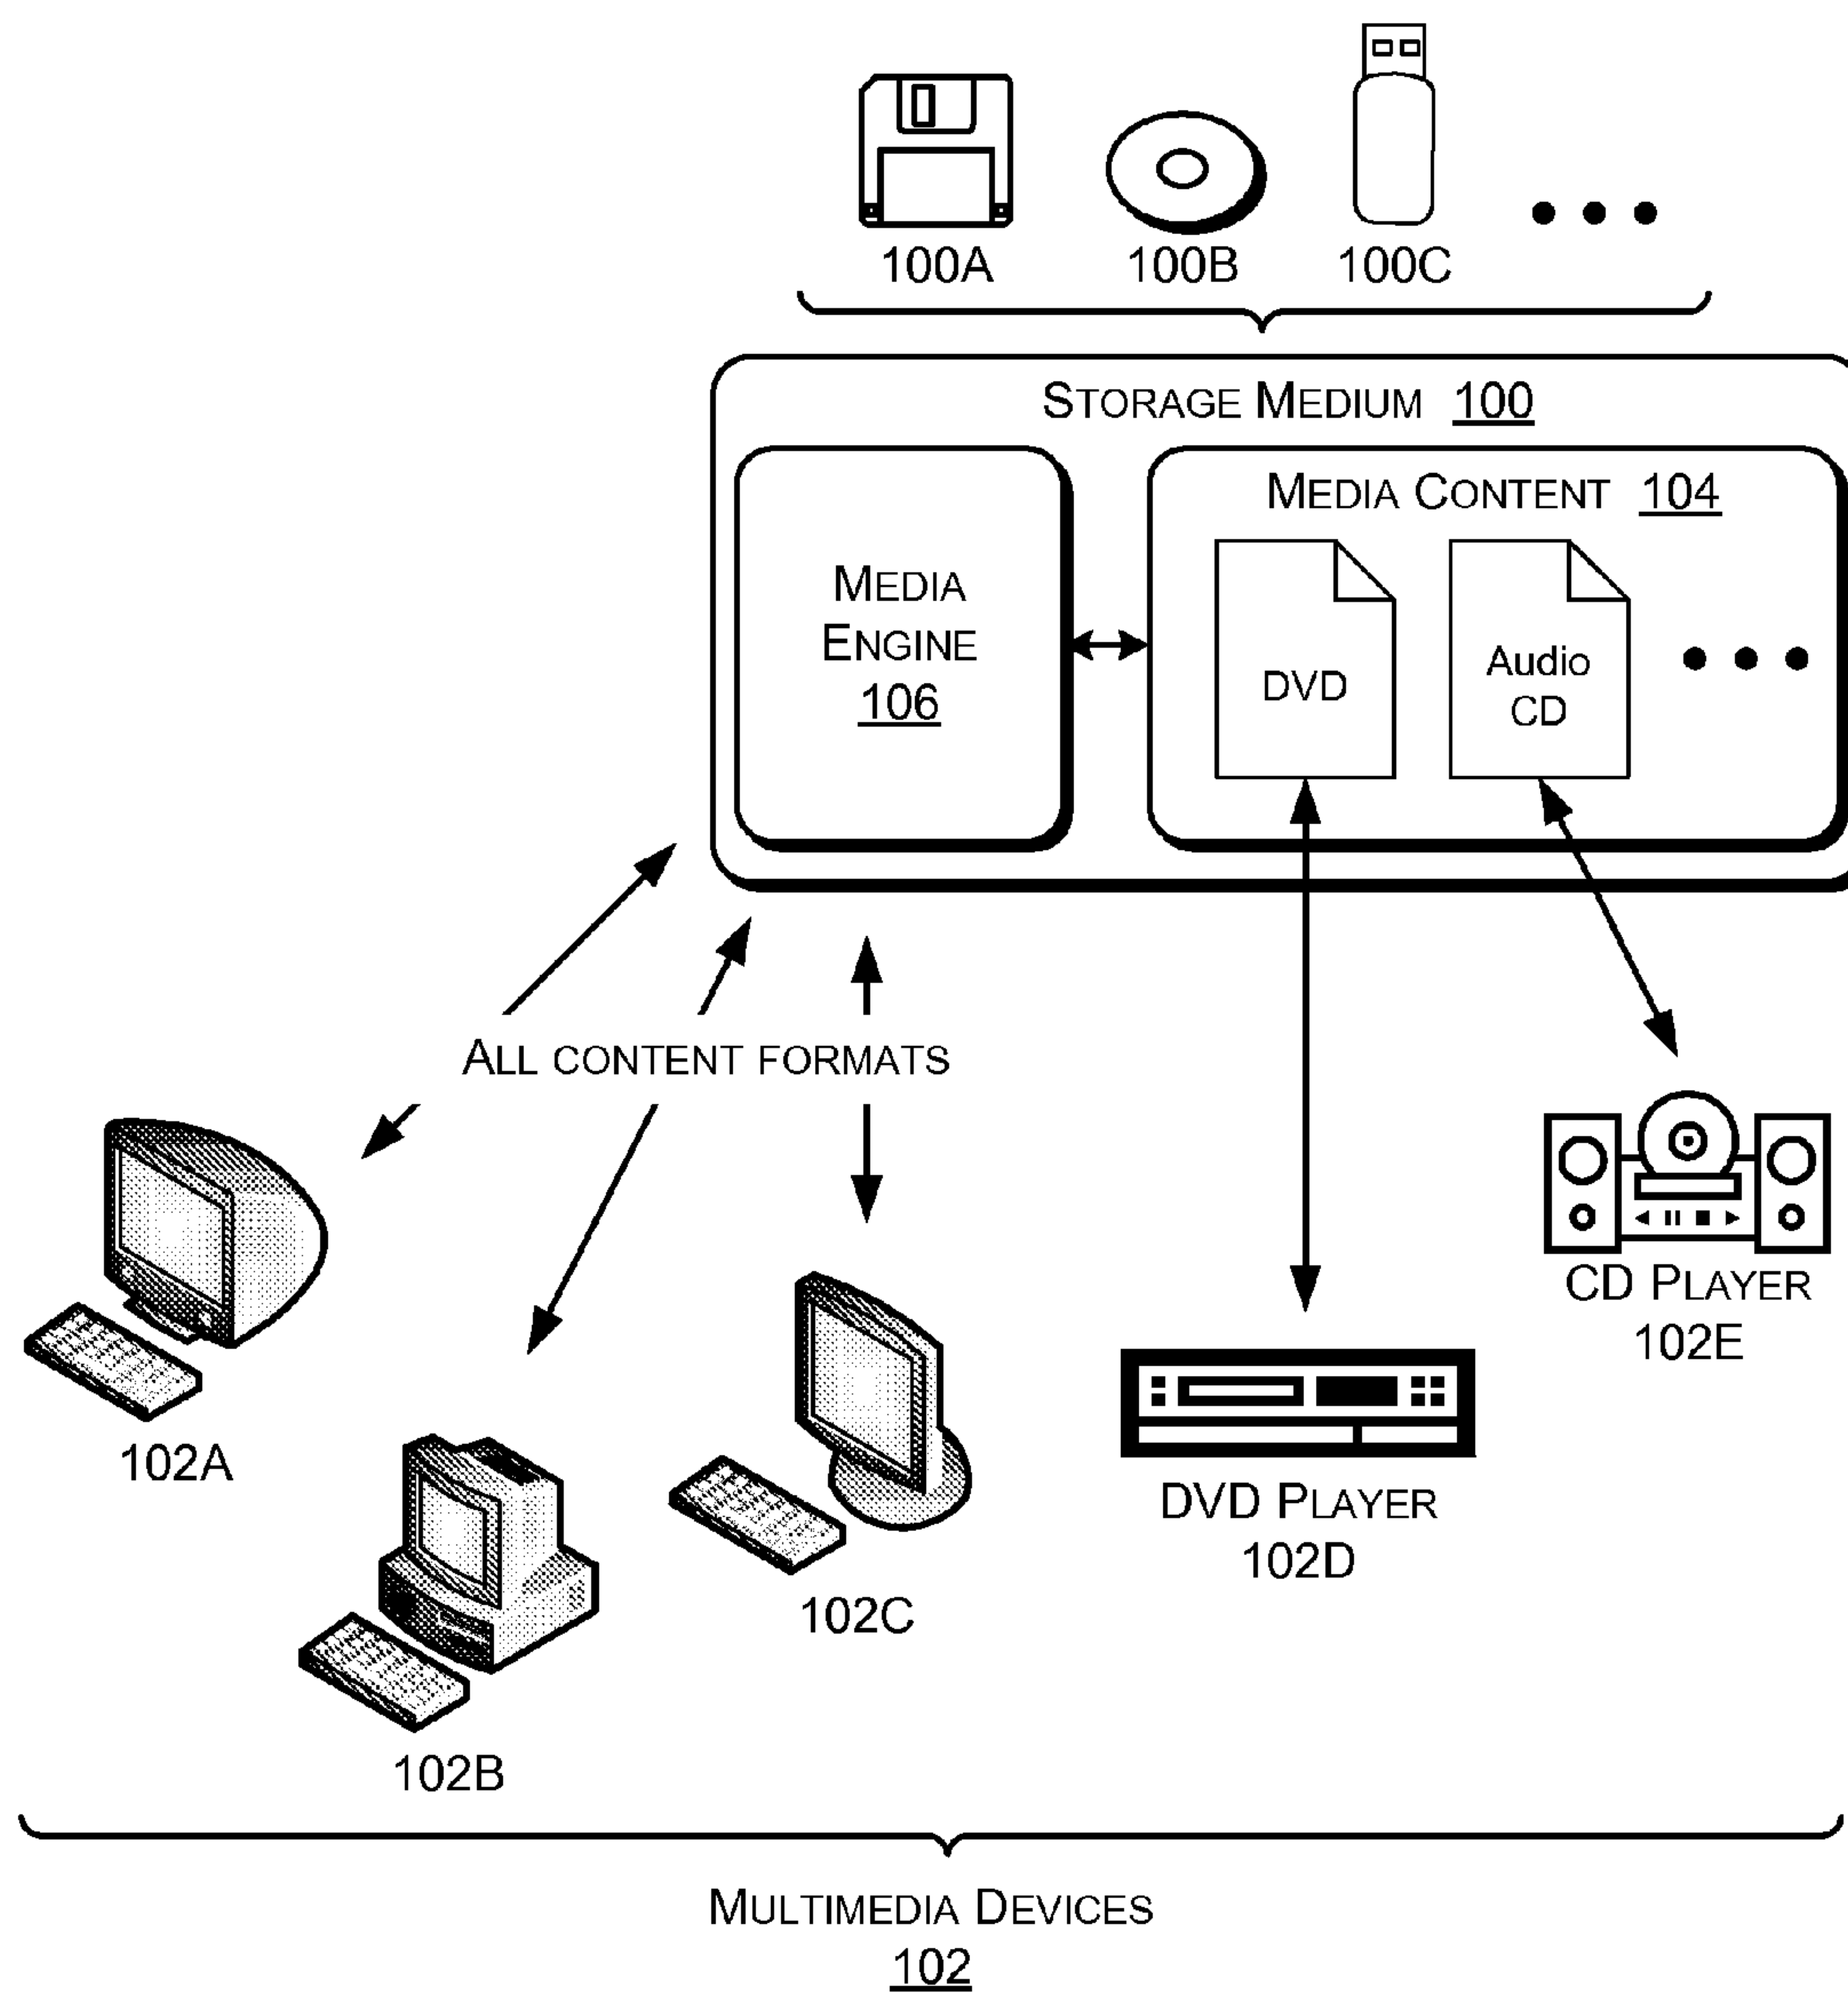 100A
100B
100C
STORAGE MEDIUM 100
MEDIA CONTENT 104
MEDIA
ENGINE
106
DVD
Audio
CD
ALL CONTENT FORMATS
CD PLAYER
102E
102A
DVD PLAYER
102D
102C
102B
MULTIMEDIA DEVICES
102